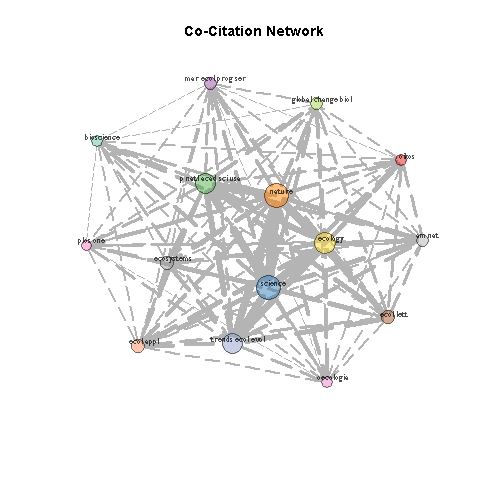 Co-Citation Network
mar ecol prog ser
global change biol
bioscience
oikos
p natl acad sci usa
nature
plos one
ecology
am nat
ecosystems
science
ecol lett
ecol appl
trends ecol evol
oecologia